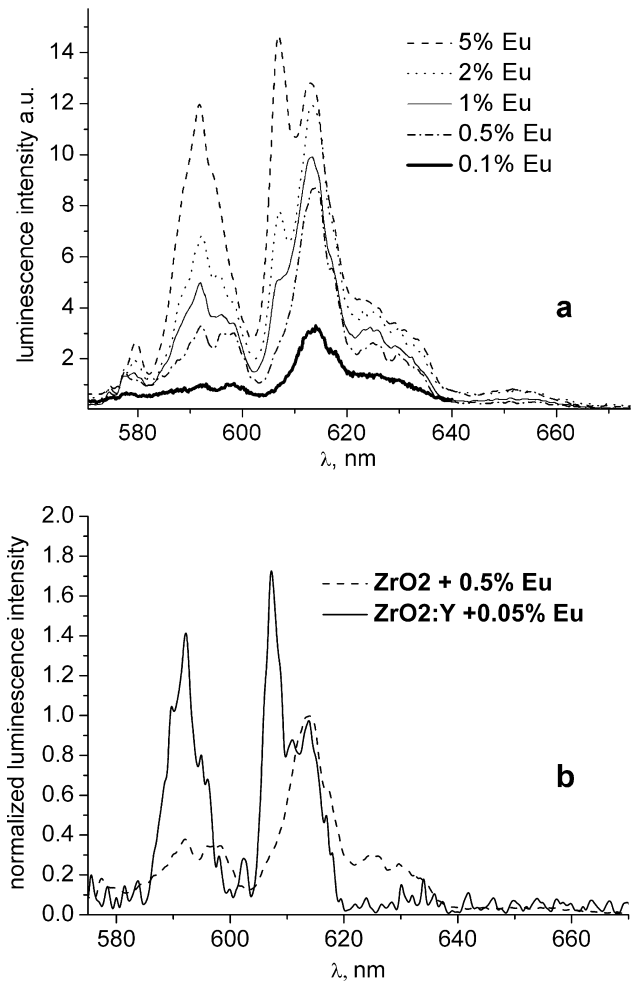 luminescence intensity a.u.
14
12
10
8
6
4
2
5% Eu
2% Eu
1% Eu
0.5% Eu
0.1% Eu
a
580 600 620 640 660
λ, nm
normalized luminescence intensity
2.0
1.8
1.6
1.4
1.2
1.0
0.8
0.6
0.4
0.2
0.0
ZrO2 + 0.5% Eu
ZrO2:Y +0.05% Eu
b
580 600 620 640 660
λ, nm